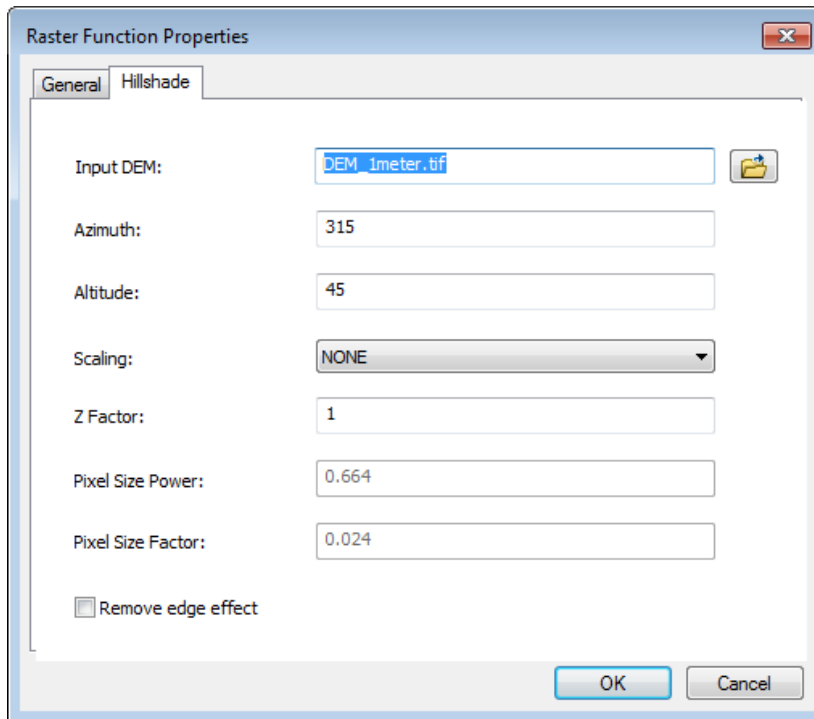 Raster Function Properties
General Hillshade
Input DEM: DEM_1meter.tif
Azimuth: 315
Altitude: 45
Scaling: NONE
Z Factor: 1
Pixel Size Power: 0.664
Pixel Size Factor: 0.024
Remove edge effect
OK Cancel